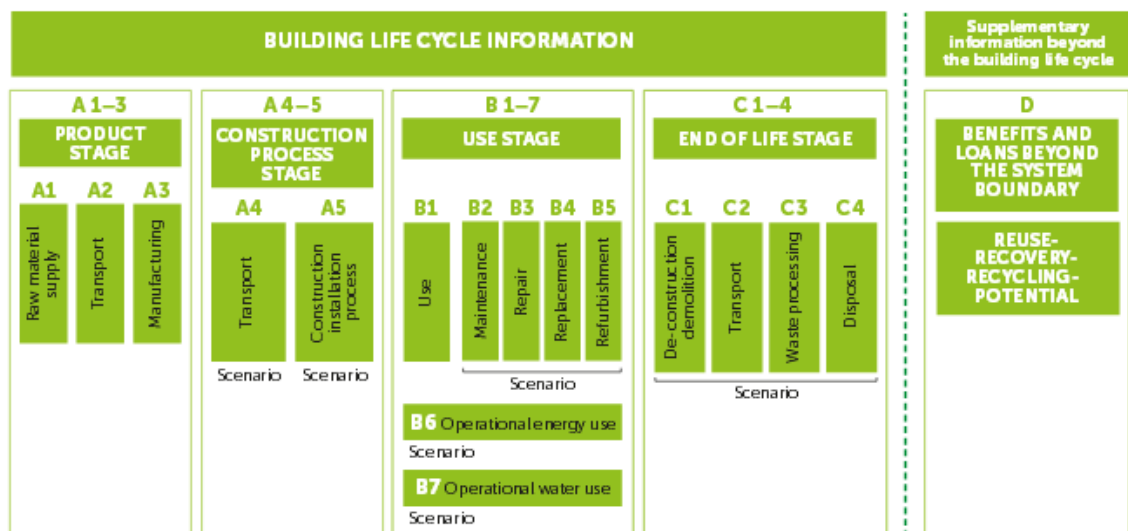 BUILDING LIFE CYCLE INFORMATION
Supplementary
information beyond
the building life cycle
A 1–3
PRODUCT
STAGE
A1
A2
A3
Raw material
supply
Transport
Manufacturing
A 4–5
CONSTRUCTION
PROCESS
STAGE
A4
A5
Transport
Construction
installation
process
Scenario
Scenario
B 1–7
USE STAGE
B1
B2
B3
B4
B5
Use
Maintenance
Repair
Replacement
Refurbishment
Scenario
B6 Operational energy use
Scenario
B7 Operational water use
Scenario
C 1–4
END OF LIFE STAGE
C1
C2
C3
C4
De-construction
demolition
Transport
Waste processing
Disposal
Scenario
D
BENEFITS AND
LOANS BEYOND
THE SYSTEM
BOUNDARY
REUSE-
RECOVERY-
RECYCLING-
POTENTIAL